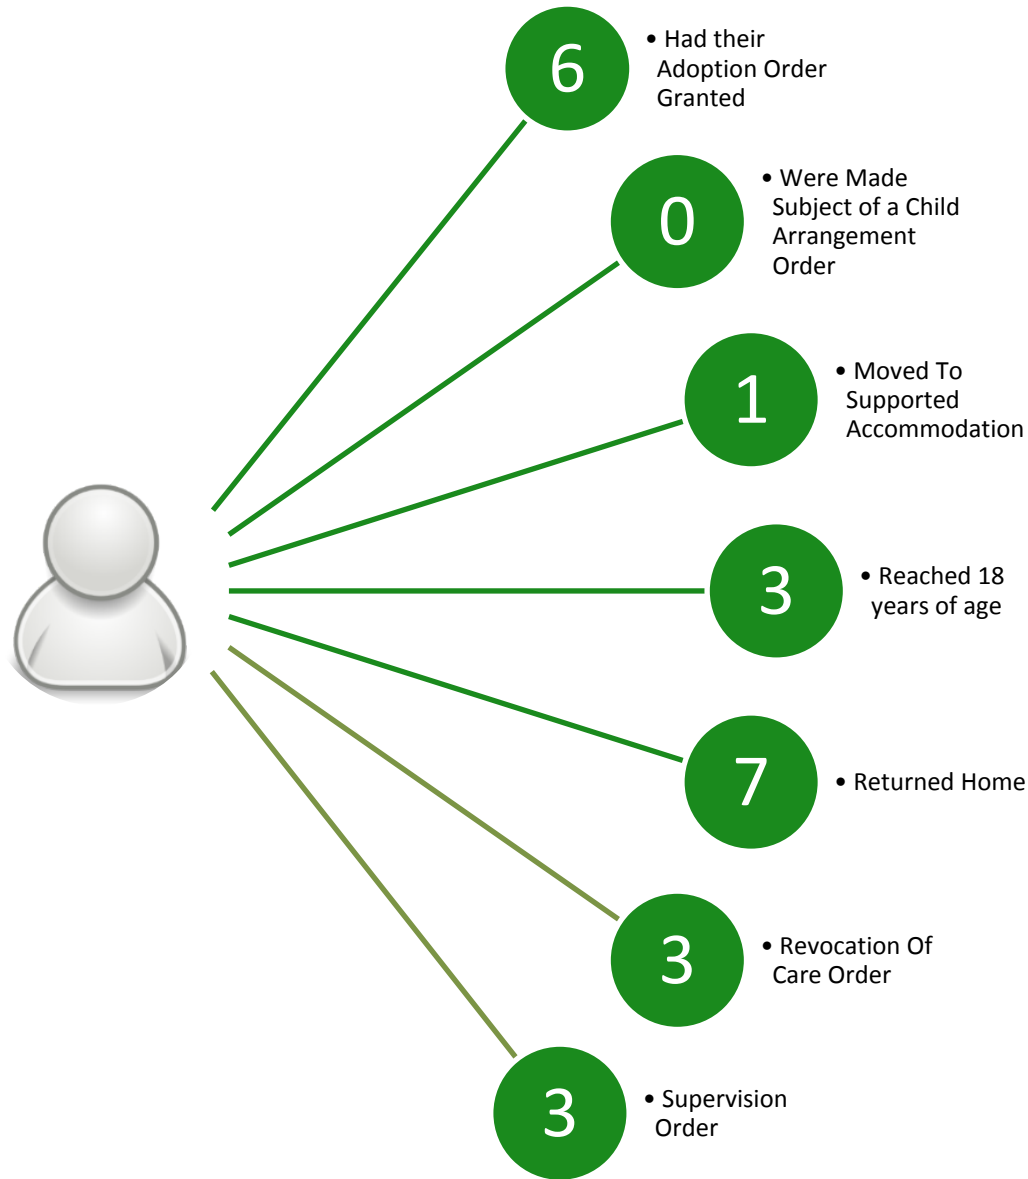 6
• Had their
Adoption Order
Granted
0
• Were Made
Subject of a Child
Arrangement
Order
1
• Moved To
Supported
Accommodation
3
• Reached 18
years of age
7
• Returned Home
3
• Revocation Of
Care Order
3
• Supervision
Order